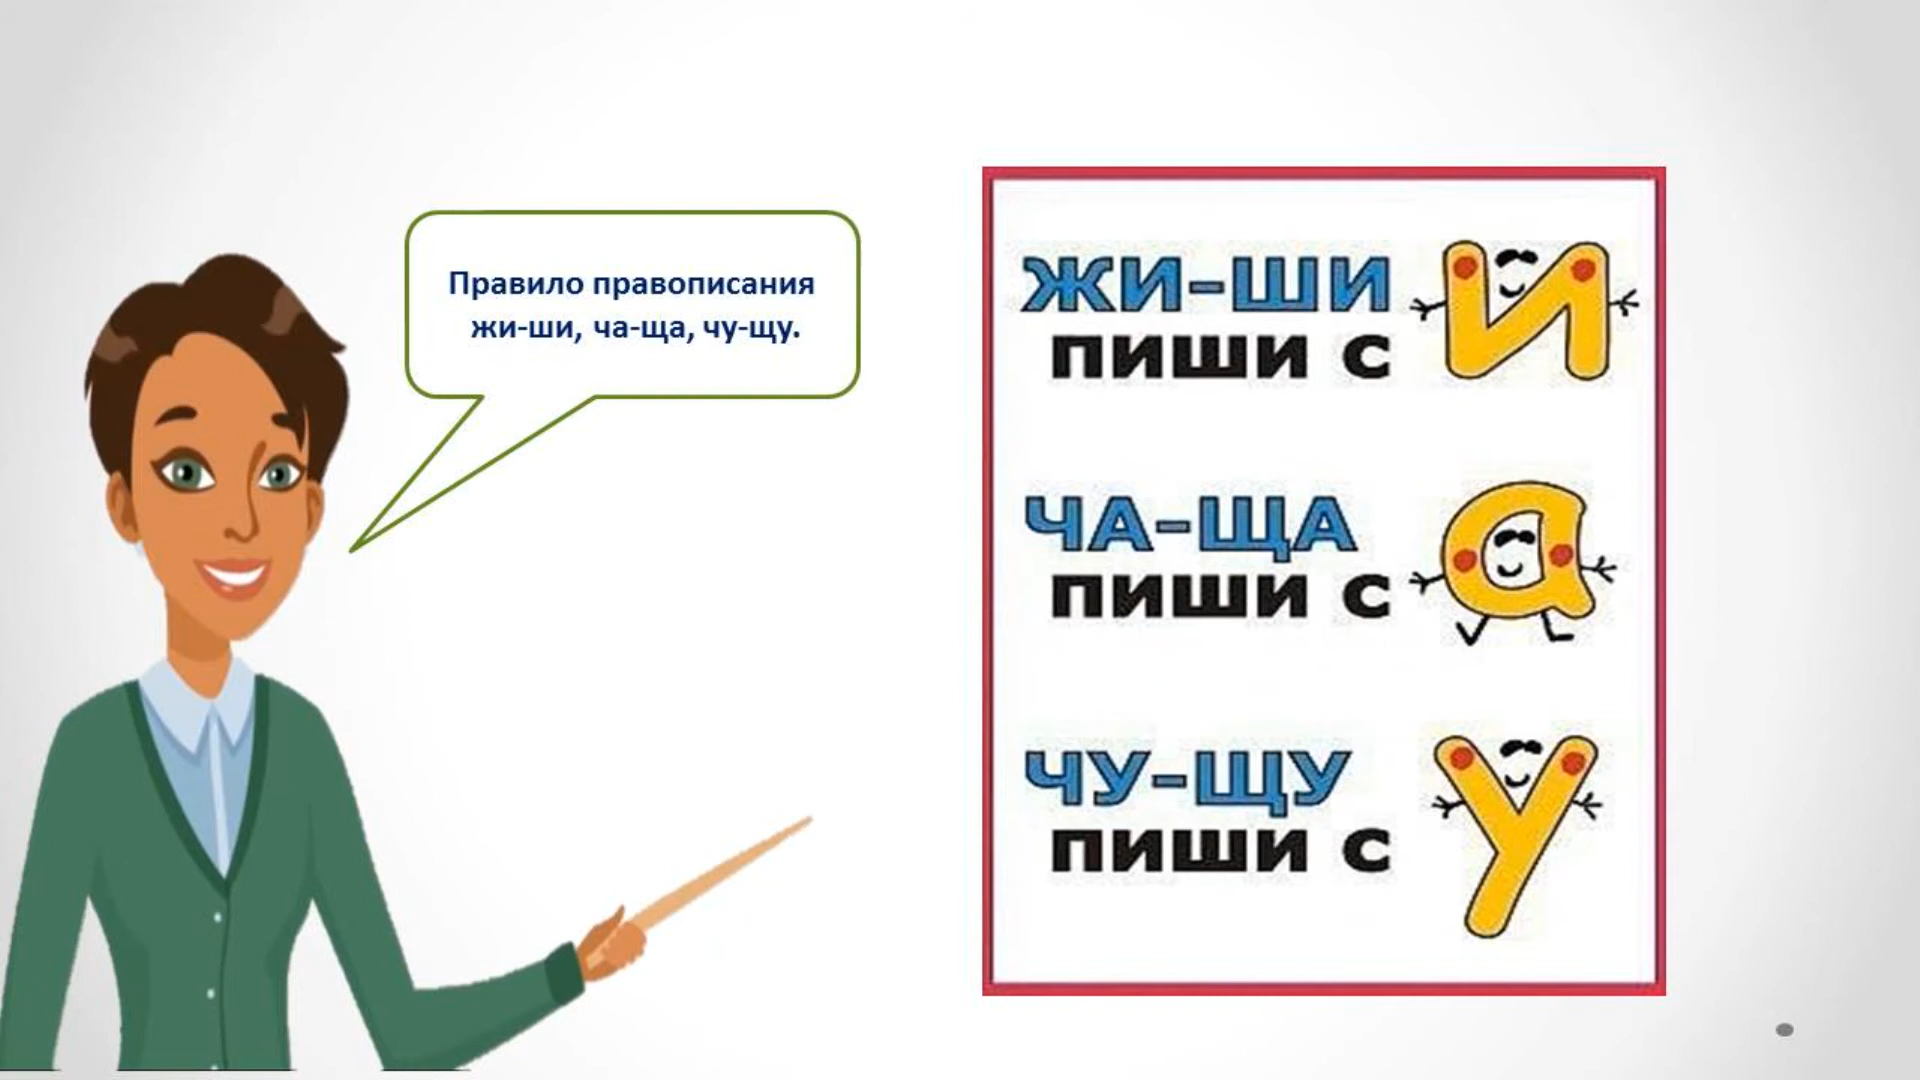 Правило правописания
жи-ши, ча-ща, чу-щу.
ЖИ-ШИ
пиши с И
ЧА-ЩА
пиши с а
ЧУ-ЩУ
пиши с У